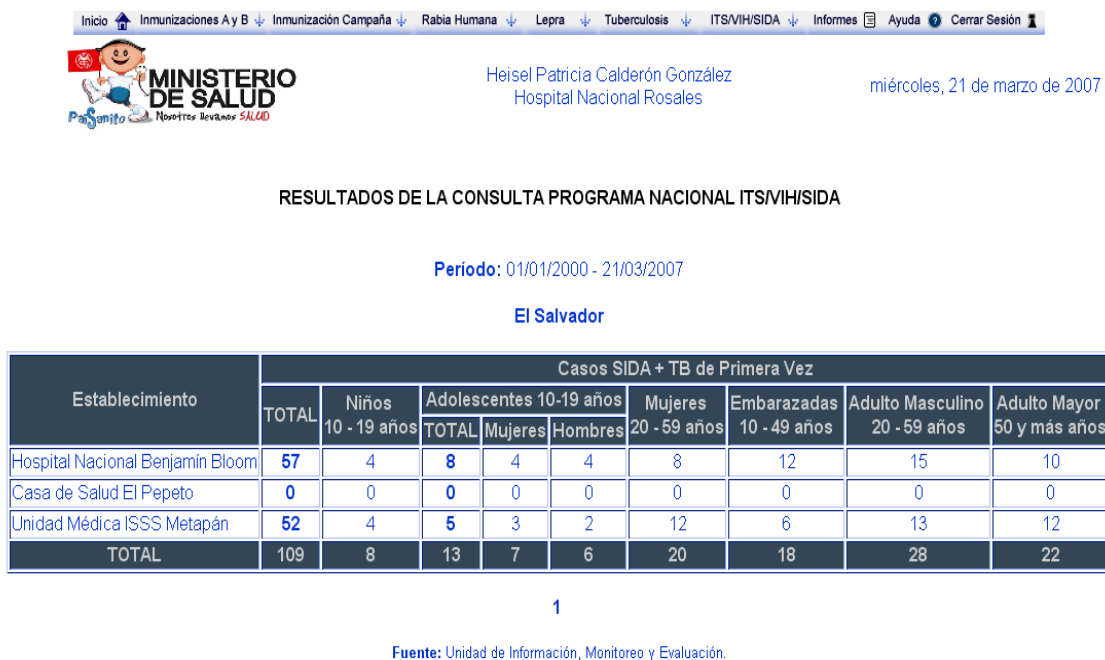 Inicio Inmunizaciones A y B Inmunización Campaña Rabia Humana Lepra Tuberculosis ITS/VIH/SIDA Informes Ayuda Cerrar Sesión
MINISTERIO
DE SALUD
PaiSanito Nosotros llevamos SALUD
Heisel Patricia Calderón González
Hospital Nacional Rosales
miércoles, 21 de marzo de 2007
RESULTADOS DE LA CONSULTA PROGRAMA NACIONAL ITS/VIH/SIDA
Período: 01/01/2000 - 21/03/2007
El Salvador
Casos SIDA + TB de Primera Vez
Establecimiento TOTAL Niños 10 - 19 años Adolescentes 10-19 años TOTAL Mujeres Hombres Mujeres 20 - 59 años Embarazadas 10 - 49 años Adulto Masculino 20 - 59 años Adulto Mayor 50 y más años
Hospital Nacional Benjamín Bloom 57 4 8 4 4 8 12 15 10
Casa de Salud El Pepeto 0 0 0 0 0 0 0 0 0
Unidad Médica ISSS Metapán 52 4 5 3 2 12 6 13 12
TOTAL 109 8 13 7 6 20 18 28 22
1
Fuente: Unidad de Información, Monitoreo y Evaluación.